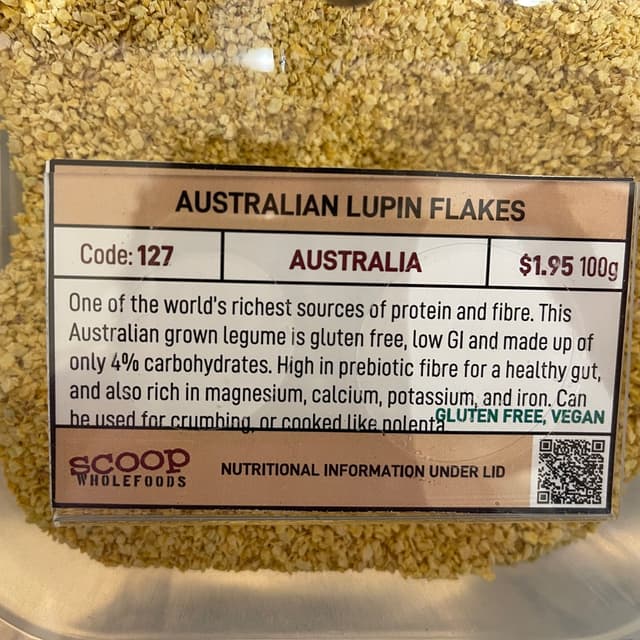 AUSTRALIAN LUPIN FLAKES
Code: 127
AUSTRALIA
$1.95 100g
One of the world's richest sources of protein and fibre. This
Australian grown legume is gluten free, low GI and made up of
only 4% carbohydrates. High in prebiotic fibre for a healthy gut,
and also rich in magnesium, calcium, potassium, and iron. Can
be used for crumbing, or cooked like polenta
GLUTEN FREE, VEGAN
SCOOP
WHOLEFOODS
NUTRITIONAL INFORMATION UNDER LID